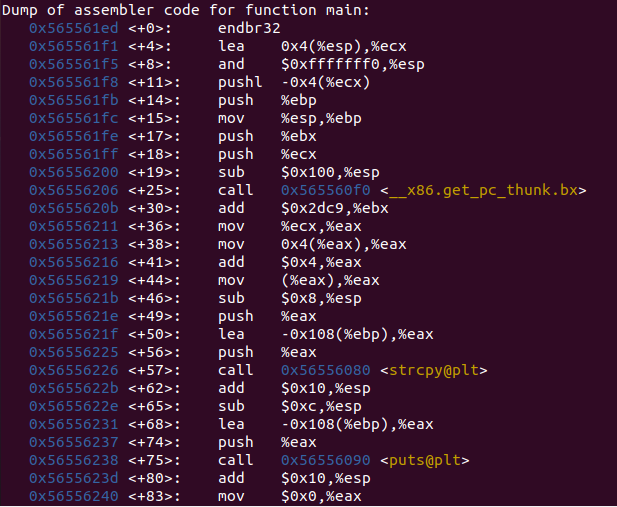 Dump of assembler code for function main:
   0x565561ed <+0>:     endbr32
   0x565561f1 <+4>:     lea    0x4(%esp),%ecx
   0x565561f5 <+8>:     and    $0xfffffff0,%esp
   0x565561f8 <+11>:    pushl  -0x4(%ecx)
   0x565561fb <+14>:    push   %ebp
   0x565561fc <+15>:    mov    %esp,%ebp
   0x565561fe <+17>:    push   %ebx
   0x565561ff <+18>:    push   %ecx
   0x56556200 <+19>:    sub    $0x100,%esp
   0x56556206 <+25>:    call   0x565560f0 <__x86.get_pc_thunk.bx>
   0x5655620b <+30>:    add    $0x2dc9,%ebx
   0x56556211 <+36>:    mov    %ecx,%eax
   0x56556213 <+38>:    mov    0x4(%eax),%eax
   0x56556216 <+41>:    add    $0x4,%eax
   0x56556219 <+44>:    mov    (%eax),%eax
   0x5655621b <+46>:    sub    $0x8,%esp
   0x5655621e <+49>:    push   %eax
   0x5655621f <+50>:    lea    -0x108(%ebp),%eax
   0x56556225 <+56>:    push   %eax
   0x56556226 <+57>:    call   0x56556080 <strcpy@plt>
   0x5655622b <+62>:    add    $0x10,%esp
   0x5655622e <+65>:    sub    $0xc,%esp
   0x56556231 <+68>:    lea    -0x108(%ebp),%eax
   0x56556237 <+74>:    push   %eax
   0x56556238 <+75>:    call   0x56556090 <puts@plt>
   0x5655623d <+80>:    add    $0x10,%esp
   0x56556240 <+83>:    mov    $0x0,%eax